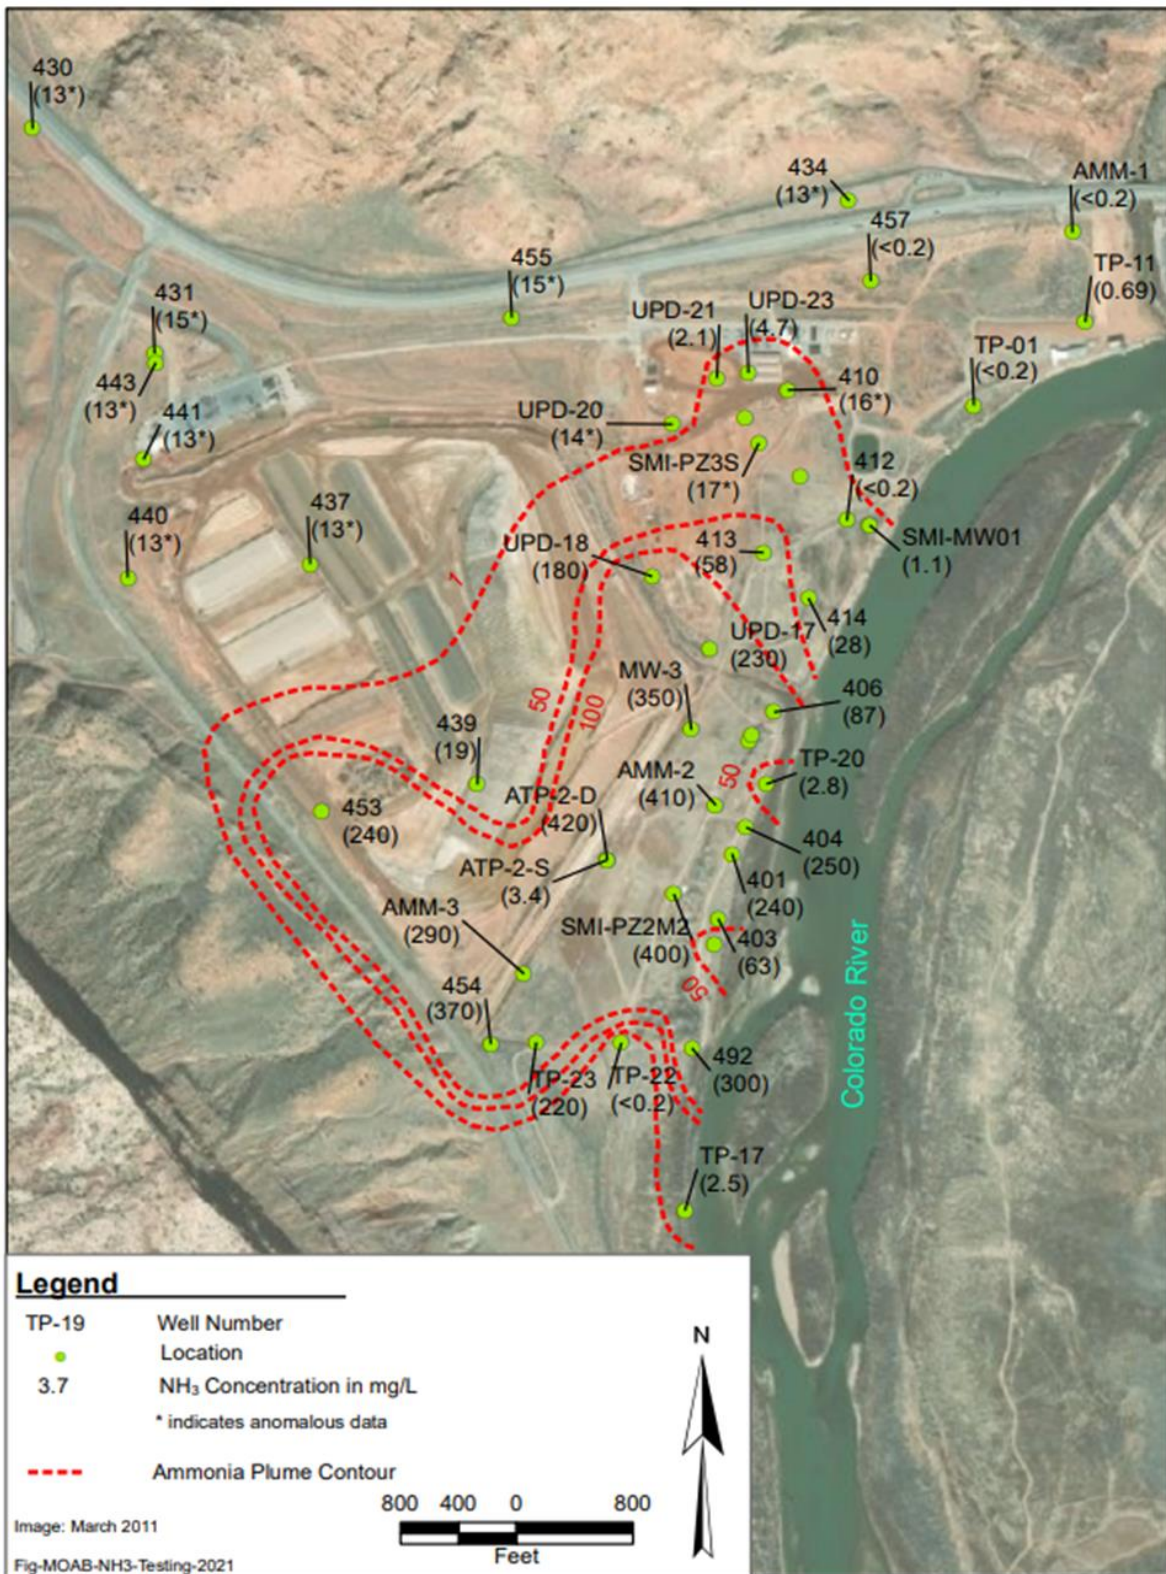 430
(13*)
434
(13*)
AMM-1
(<0.2)
457
(<0.2)
455
(15*)
TP-11
(0.69)
431
(15*)
UPD-21
(2.1)
UPD-23
(4.7)
TP-01
(<0.2)
443
(13*)
410
(16*)
441
(13*)
UPD-20
(14*)
SMI-PZ3S
(17*)
412
(<0.2)
440
(13*)
437
(13*)
UPD-18
(180)
413
(58)
SMI-MW01
(1.1)
1
414
(28)
UPD-17
(230)
MW-3
(350)
50
100
406
(87)
439
(19)
AMM-2
(410)
50
TP-20
(2.8)
453
(240)
ATP-2-D
(420)
404
(250)
ATP-2-S
(3.4)
401
(240)
AMM-3
(290)
SMI-PZ2M2
(400)
403
(63)
50
Colorado River
454
(370)
TP-23
(220)
TP-22
(<0.2)
492
(300)
TP-17
(2.5)
Legend
TP-19 Well Number
Location
3.7 NH₃ Concentration in mg/L
* indicates anomalous data
Ammonia Plume Contour
N
800 400 0 800
Feet
Image: March 2011
Fig-MOAB-NH3-Testing-2021